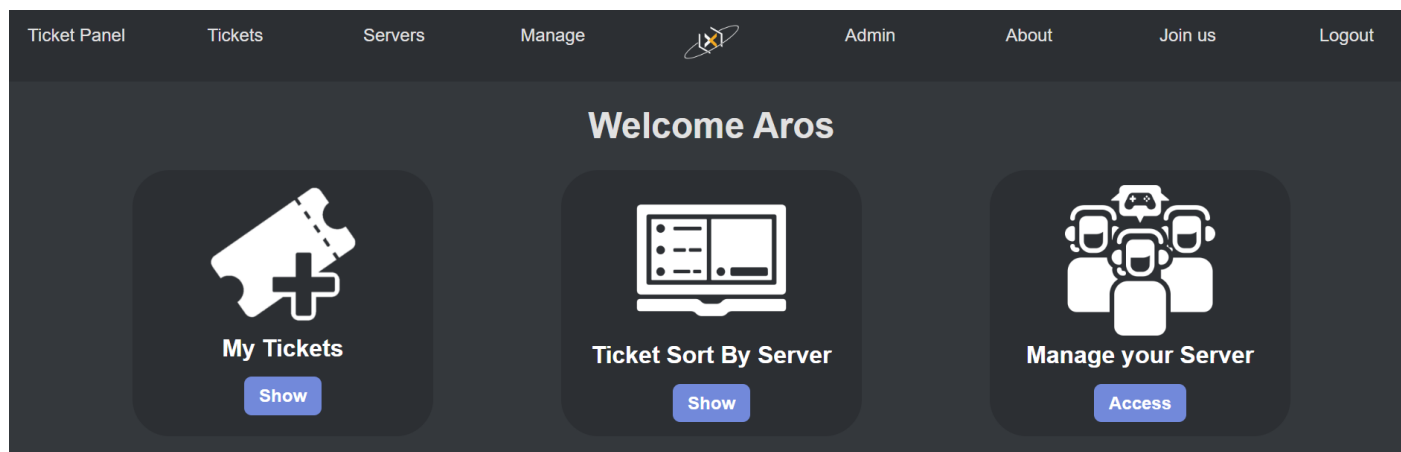 Ticket Panel Tickets Servers Manage Admin About Join us Logout
Welcome Aros
My Tickets
Show
Ticket Sort By Server
Show
Manage your Server
Access